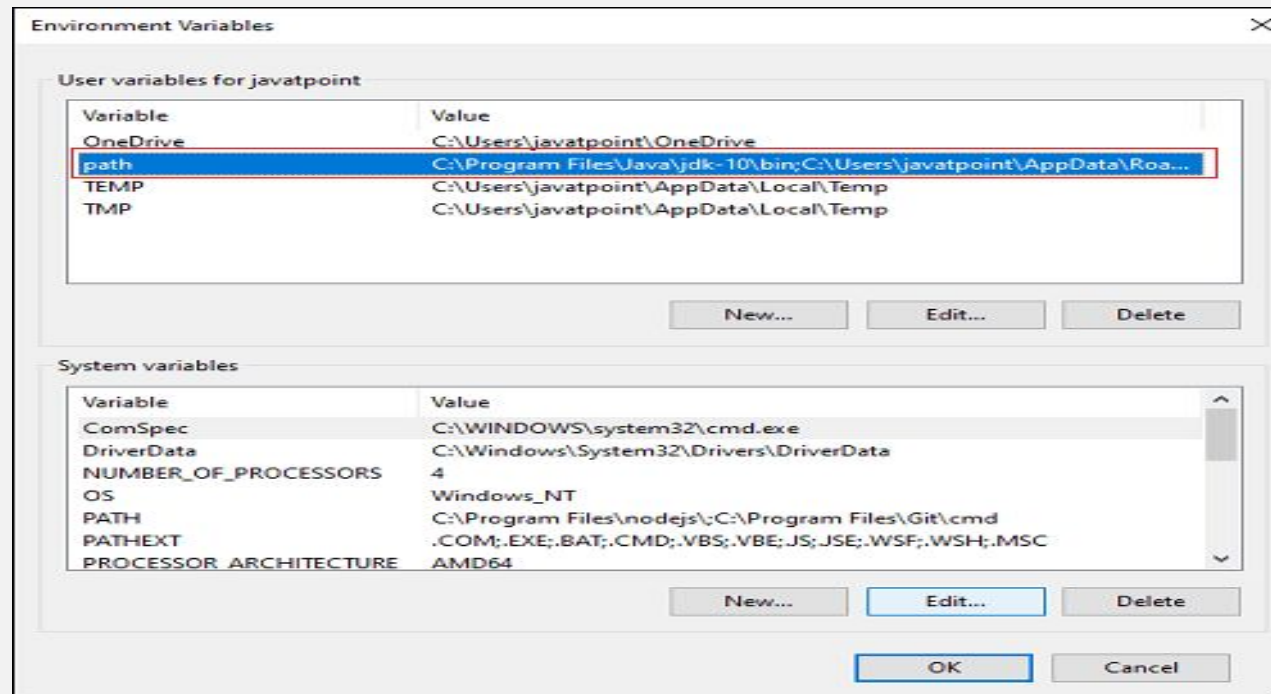 Environment Variables
User variables for javatpoint
Variable Value
OneDrive C:\Users\javatpoint\OneDrive
path C:\Program Files\Java\jdk-10\bin;C:\Users\javatpoint\AppData\Roa...
TEMP C:\Users\javatpoint\AppData\Local\Temp
TMP C:\Users\javatpoint\AppData\Local\Temp
New... Edit... Delete
System variables
Variable Value
ComSpec C:\WINDOWS\system32\cmd.exe
DriverData C:\Windows\System32\Drivers\DriverData
NUMBER_OF_PROCESSORS 4
OS Windows_NT
PATH C:\Program Files\nodejs\;C:\Program Files\Git\cmd
PATHEXT .COM;.EXE;.BAT;.CMD;.VBS;.VBE;.JS;.JSE;.WSF;.WSH;.MSC
PROCESSOR_ARCHITECTURE AMD64
New... Edit... Delete
OK Cancel